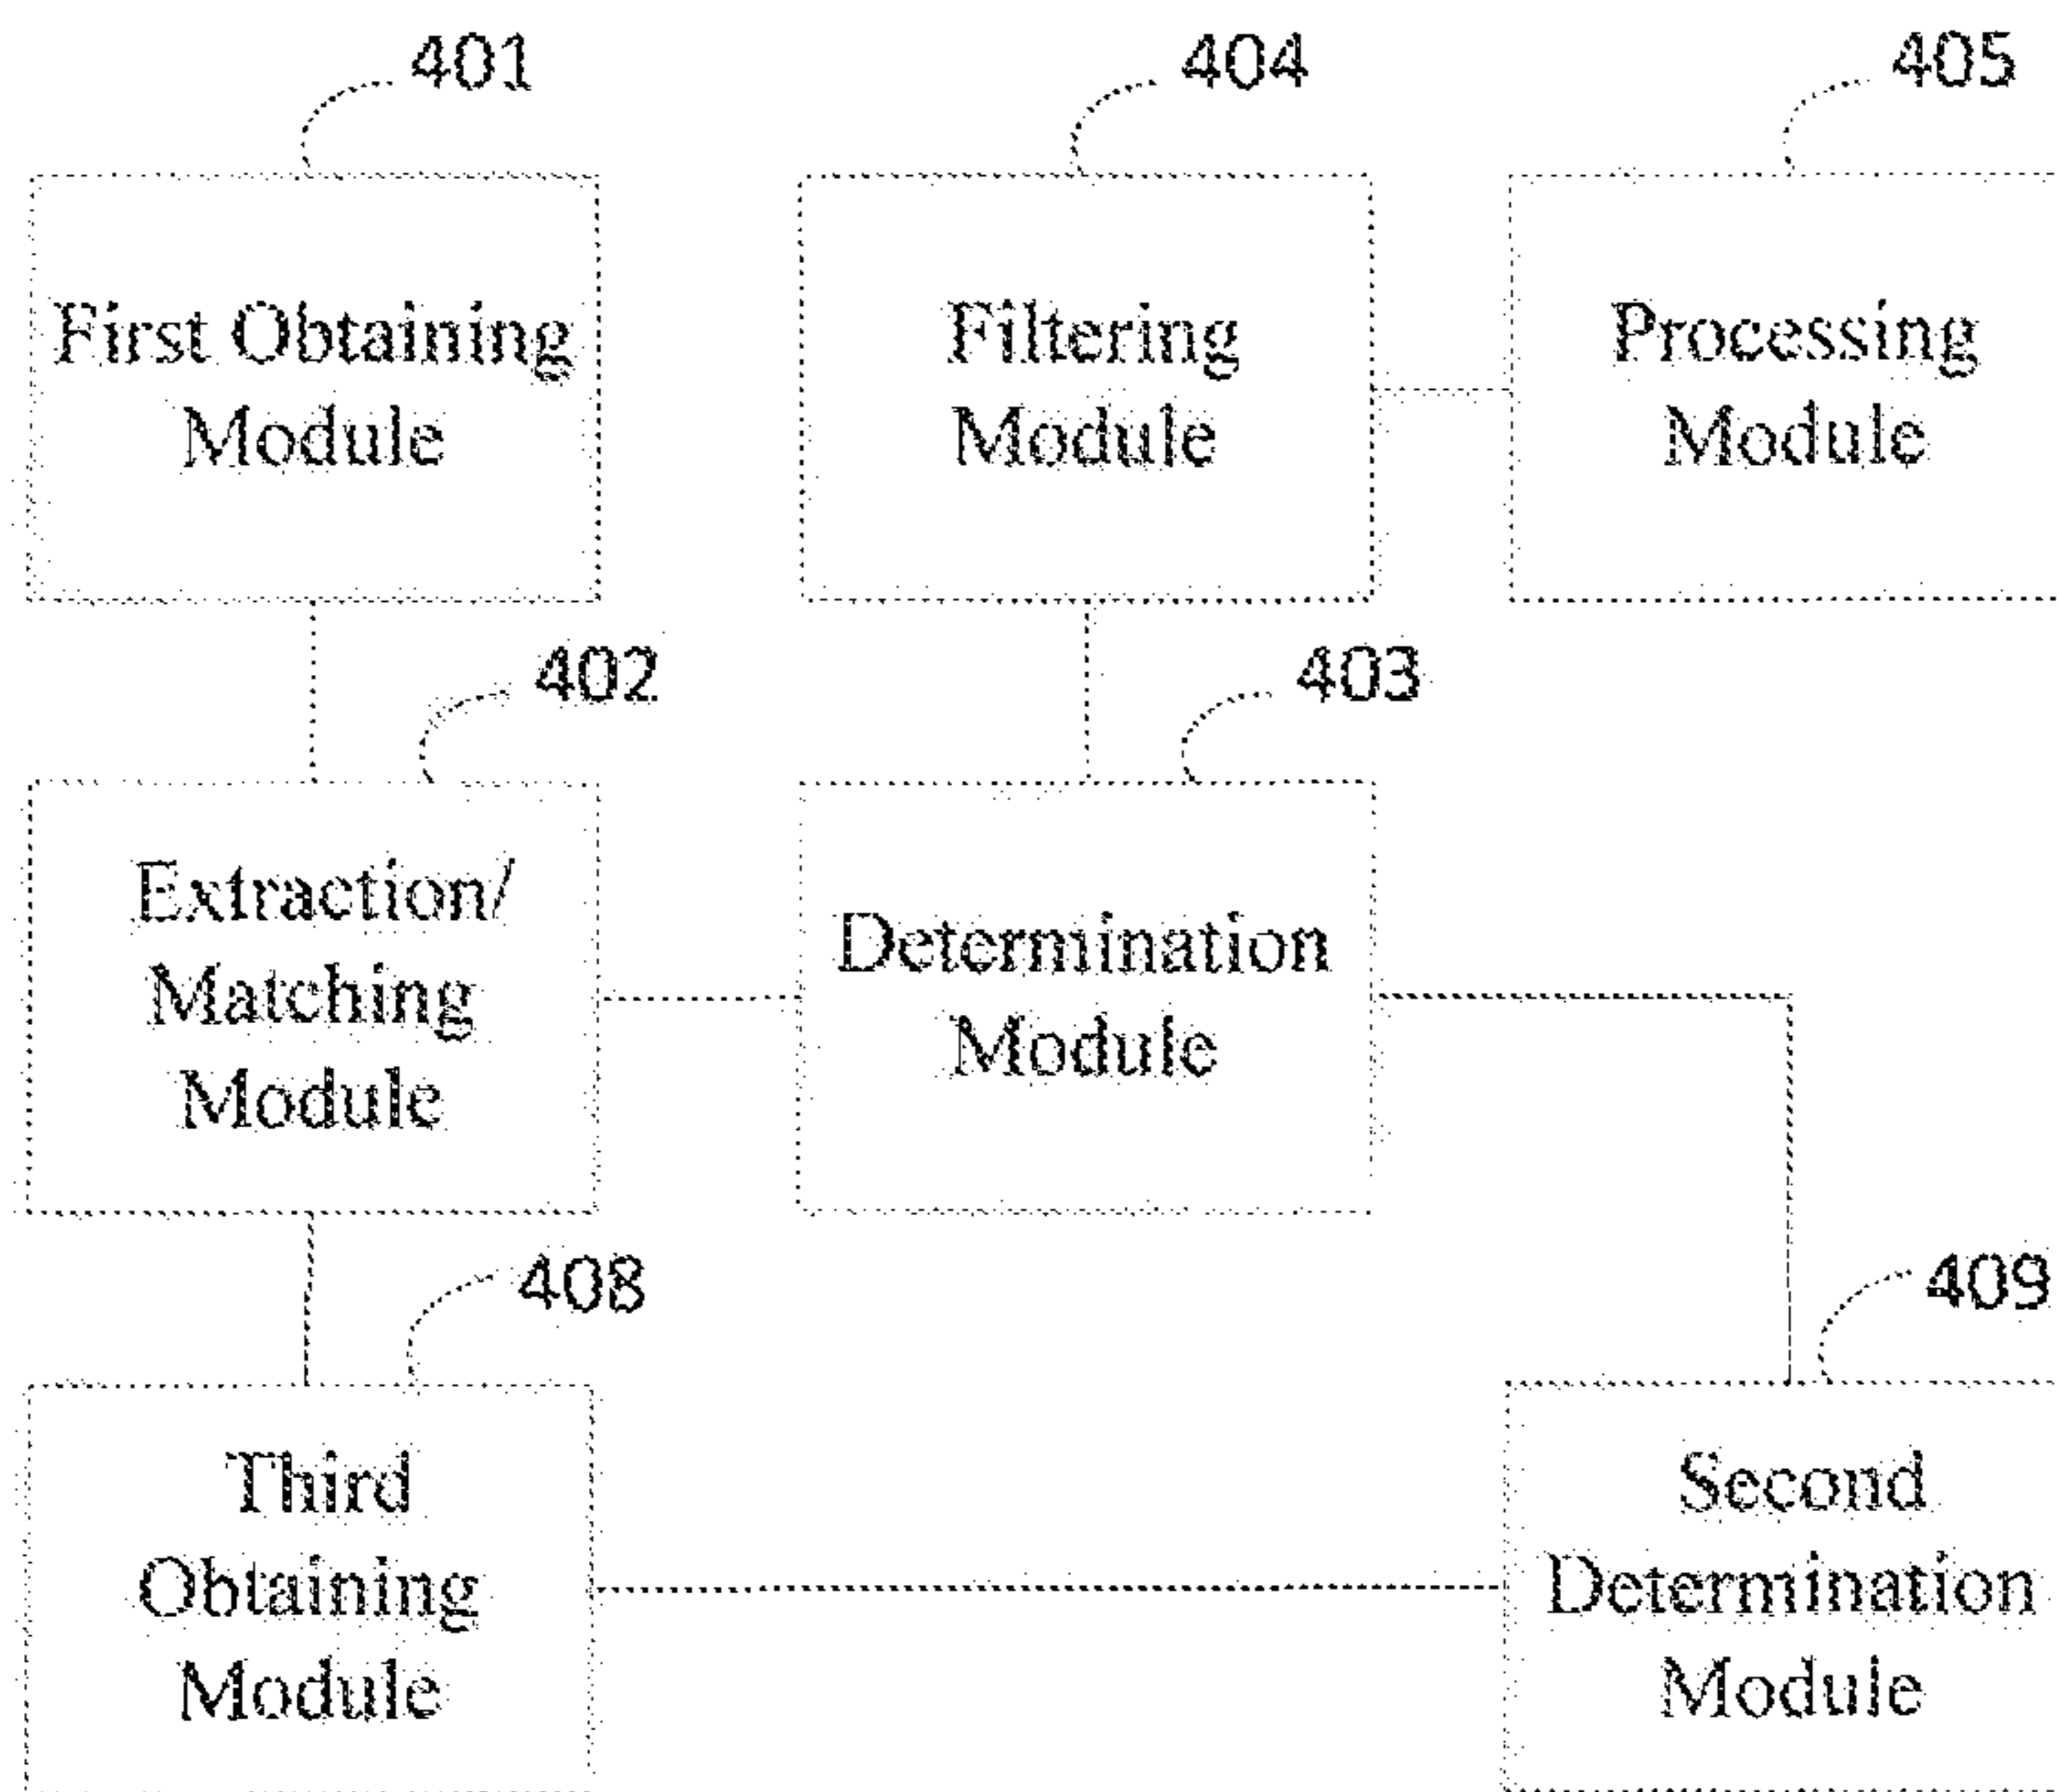 401
404
405
First Obtaining
Module
Filtering
Module
Processing
Module
402
403
Extraction/
Matching
Module
Determination
Module
408
409
Third
Obtaining
Module
Second
Determination
Module